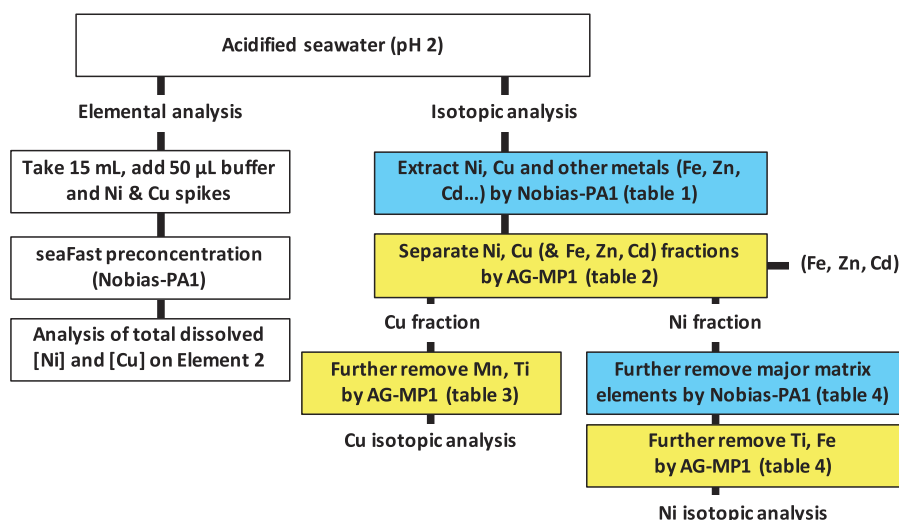 Acidified seawater (pH 2)
Elemental analysis
Isotopic analysis
Take 15 mL, add 50 µL buffer
and Ni & Cu spikes
Extract Ni, Cu and other metals (Fe, Zn,
Cd...) by Nobias-PA1 (table 1)
seaFast preconcentration
(Nobias-PA1)
Separate Ni, Cu (& Fe, Zn, Cd) fractions
by AG-MP1 (table 2)
(Fe, Zn, Cd)
Analysis of total dissolved
[Ni] and [Cu] on Element 2
Cu fraction
Ni fraction
Further remove Mn, Ti
by AG-MP1 (table 3)
Further remove major matrix
elements by Nobias-PA1 (table 4)
Cu isotopic analysis
Further remove Ti, Fe
by AG-MP1 (table 4)
Ni isotopic analysis